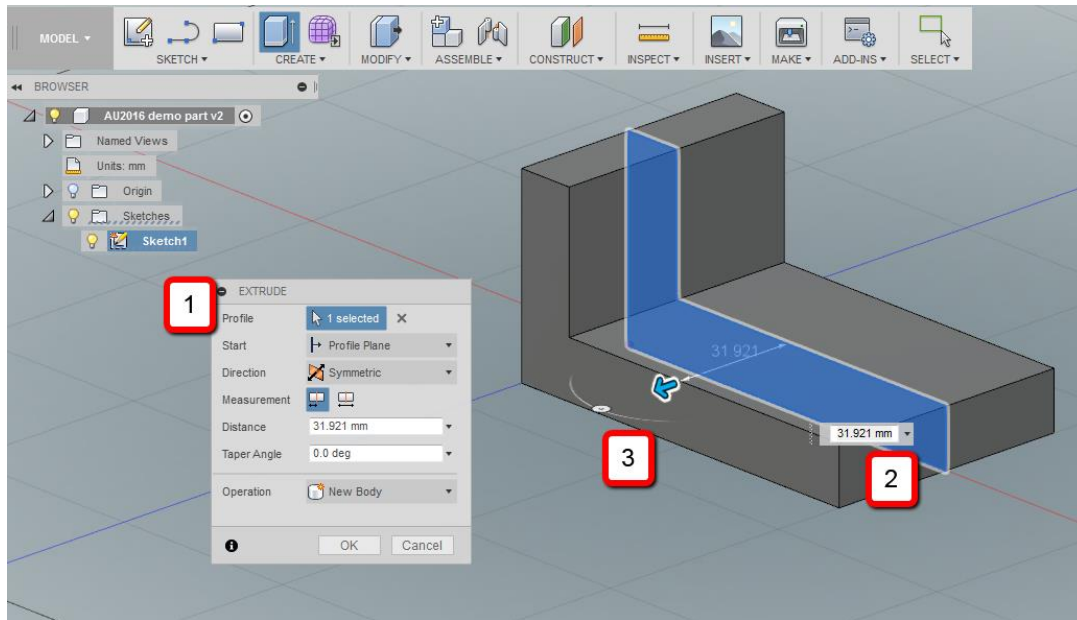 MODEL
SKETCH CREATE MODIFY ASSEMBLE CONSTRUCT INSPECT INSERT MAKE ADD-INS SELECT
BROWSER
AU2016 demo part v2
Named Views
Units: mm
Origin
Sketches
Sketch1
1
EXTRUDE
Profile 1 selected
Start Profile Plane
Direction Symmetric
Measurement
Distance 31.921 mm
Taper Angle 0.0 deg
Operation New Body
OK Cancel
31.921
31.921 mm
3
2